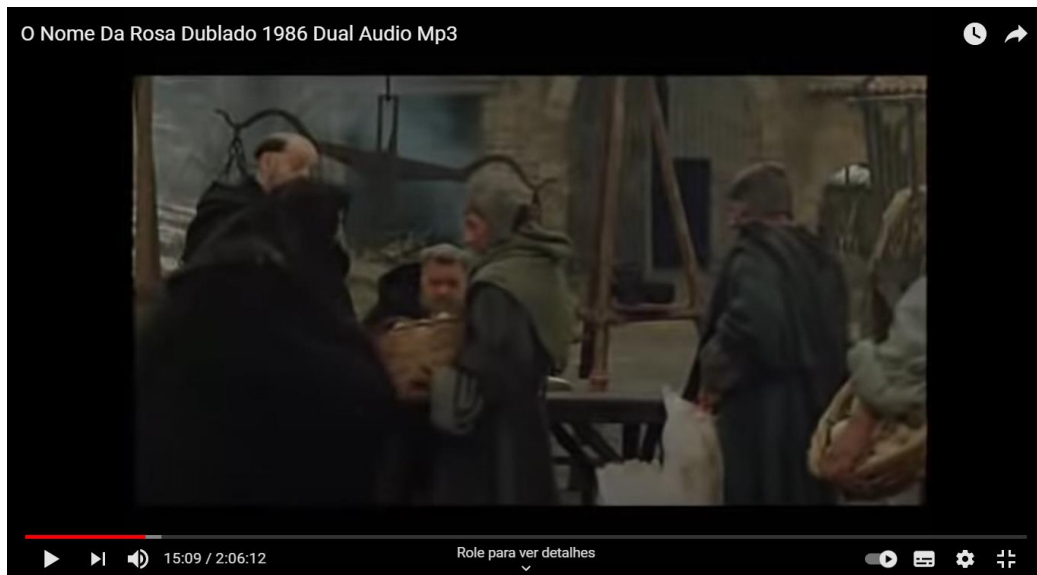 O Nome Da Rosa Dublado 1986 Dual Audio Mp3
15:09 / 2:06:12
Role para ver detalhes